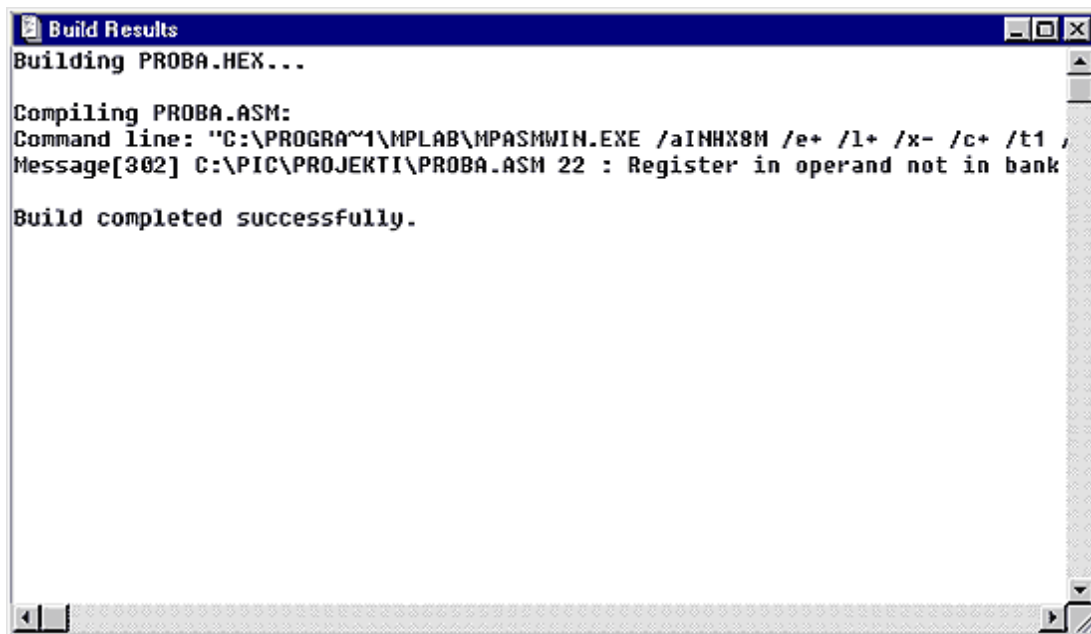 Build Results
Building PROBA.HEX...
Compiling PROBA.ASM:
Command line: "C:\PROGRA~1\MPLAB\MPASMWIN.EXE /aINHX8M /e+ /l+ /x- /c+ /t1 /
Message[302] C:\PIC\PROJEKTI\PROBA.ASM 22 : Register in operand not in bank
Build completed successfully.